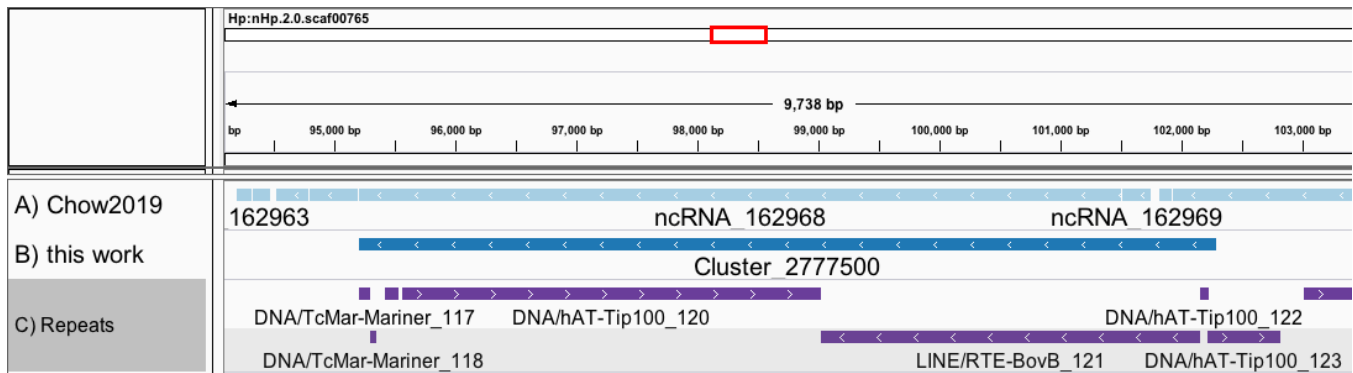 Hp:nHp.2.0.scaf00765
9,738 bp
bp 95,000 bp 96,000 bp 97,000 bp 98,000 bp 99,000 bp 100,000 bp 101,000 bp 102,000 bp 103,000 bp
A) Chow2019
_162963 ncRNA_162968 ncRNA_162969
B) this work
Cluster_2777500
C) Repeats
DNA/TcMar-Mariner_117 DNA/hAT-Tip100_120 DNA/hAT-Tip100_122
DNA/TcMar-Mariner_118 LINE/RTE-BovB_121 DNA/hAT-Tip100_123